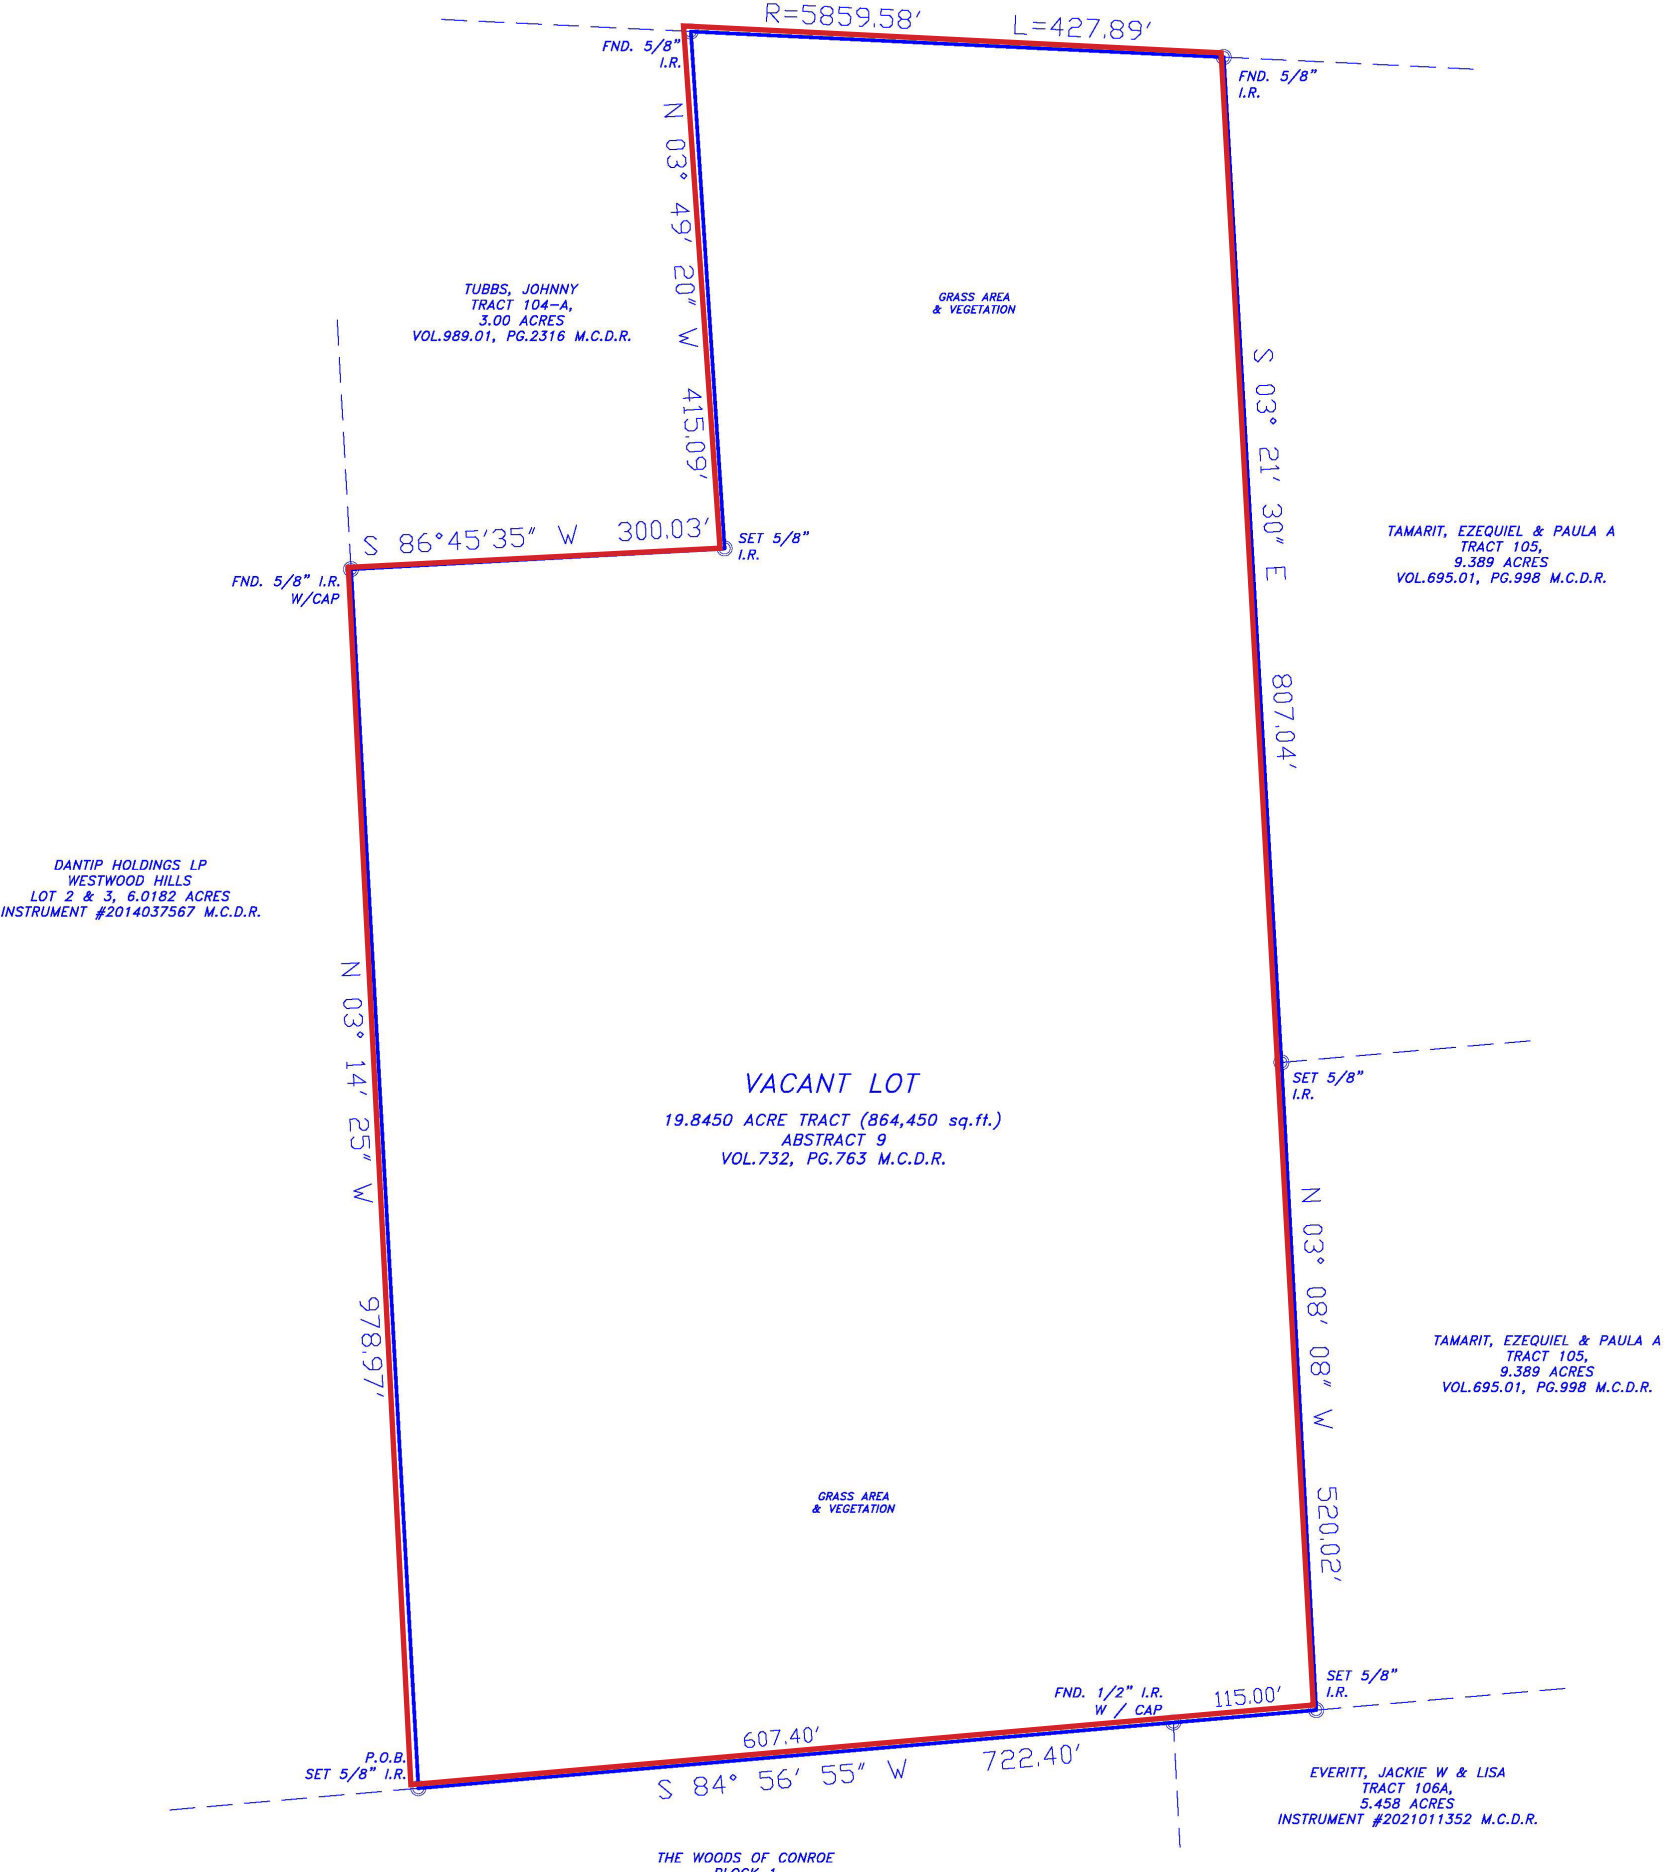 R=5859.58' L=427.89'
FND. 5/8"
I.R.
FND. 5/8"
I.R.
N 03° 49' 20" W 415.09'
TUBBS, JOHNNY
TRACT 104-A,
3.00 ACRES
VOL.989.01, PG.2316 M.C.D.R.
GRASS AREA
& VEGETATION
S 03° 21' 30" E 807.04'
S 86°45'35" W 300.03'
SET 5/8"
I.R.
FND. 5/8" I.R.
W/CAP
TAMARIT, EZEQUIEL & PAULA A
TRACT 105,
9.389 ACRES
VOL.695.01, PG.998 M.C.D.R.
DANTIP HOLDINGS LP
WESTWOOD HILLS
LOT 2 & 3, 6.0182 ACRES
INSTRUMENT #2014037567 M.C.D.R.
N 03° 14' 25" W 978.97'
VACANT LOT
19.8450 ACRE TRACT (864,450 sq.ft.)
ABSTRACT 9
VOL.732, PG.763 M.C.D.R.
SET 5/8"
I.R.
N 03° 08' 08" W 520.02'
TAMARIT, EZEQUIEL & PAULA A
TRACT 105,
9.389 ACRES
VOL.695.01, PG.998 M.C.D.R.
GRASS AREA
& VEGETATION
SET 5/8"
I.R.
FND. 1/2" I.R.
W / CAP
115.00'
607.40'
P.O.B.
SET 5/8" I.R.
S 84° 56' 55" W 722.40'
EVERITT, JACKIE W & LISA
TRACT 106A,
5.458 ACRES
INSTRUMENT #2021011352 M.C.D.R.
THE WOODS OF CONROE
BLOCK 1